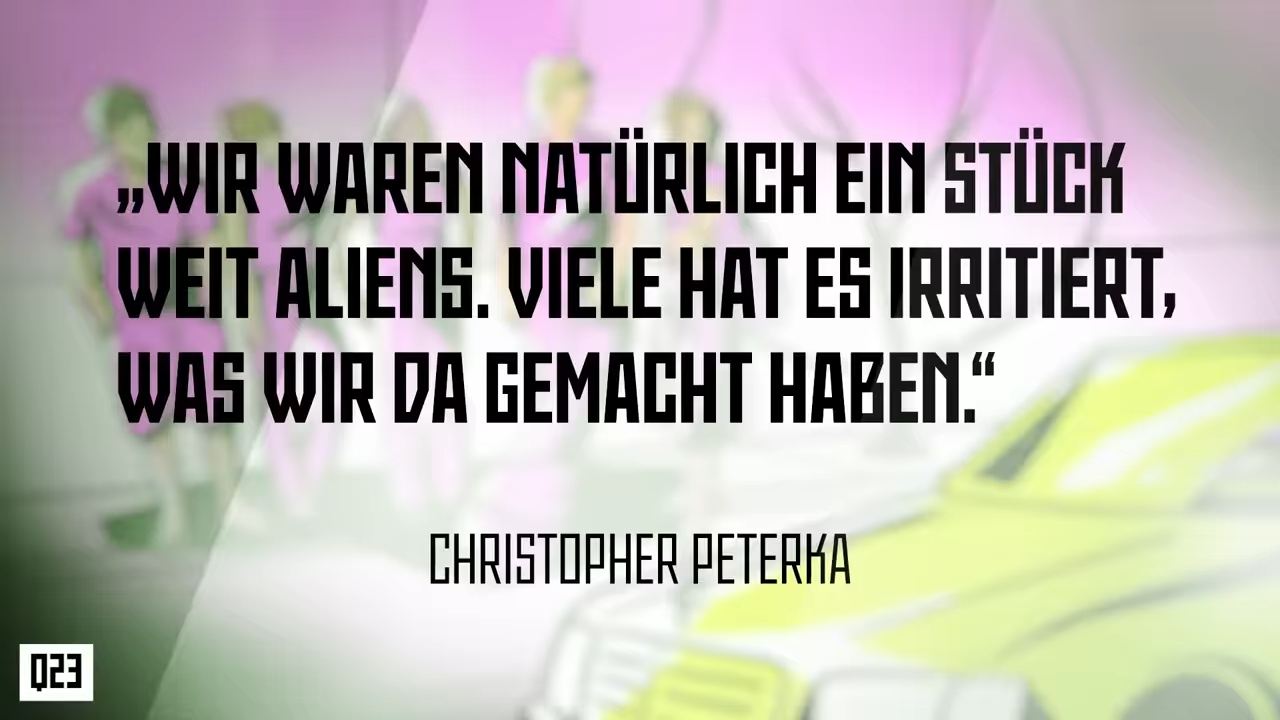 „WIR WAREN NATÜRLICH EIN STÜCK
WEIT ALIENS. VIELE HAT ES IRRITIERT,
WAS WIR DA GEMACHT HABEN.“
CHRISTOPHER PETERKA
Q23